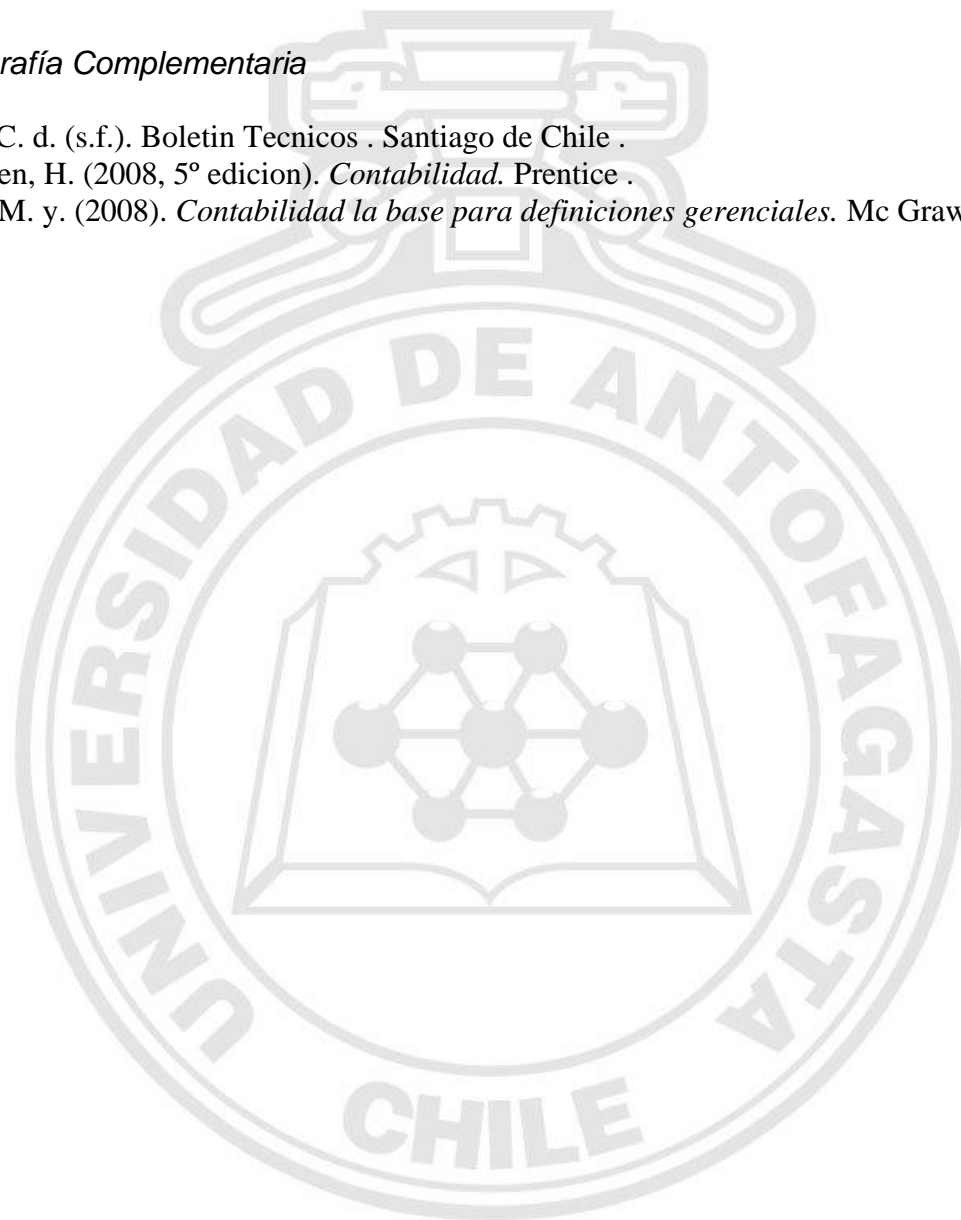 rafía Complementaria
C. d. (s.f.). Boletin Tecnicos . Santiago de Chile .
en, H. (2008, 5º edicion). Contabilidad. Prentice .
M. y. (2008). Contabilidad la base para definiciones gerenciales. Mc Graw
UNIVERSIDAD DE ANTOFAGASTA
CHILE